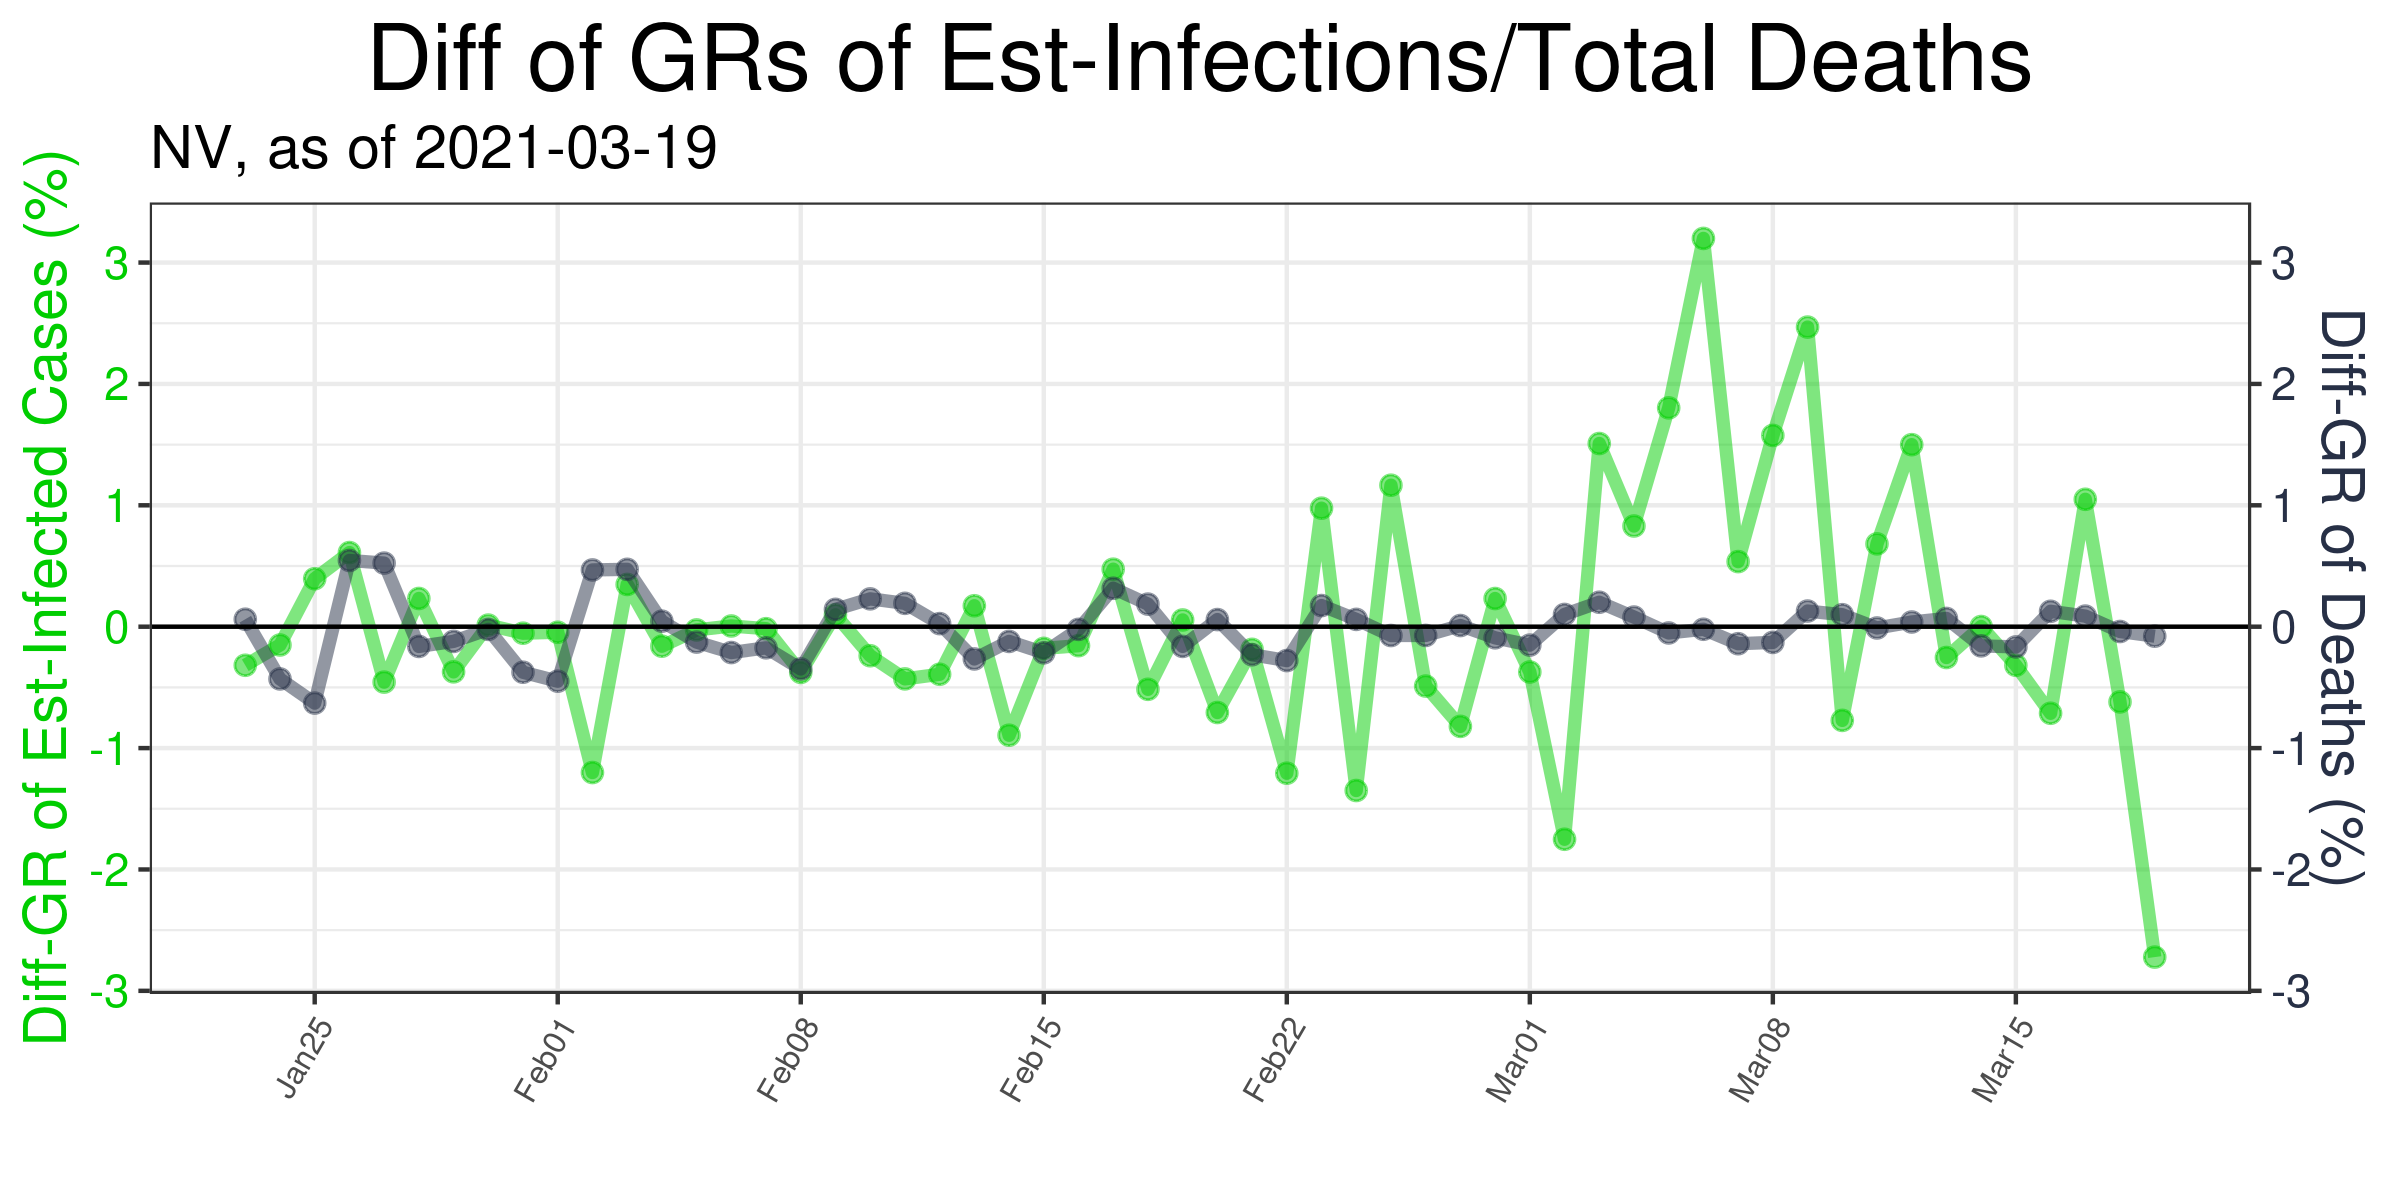 Diff of GRs of Est-Infections/Total Deaths
NV, as of 2021-03-19
Diff-GR of Est-Infected Cases (%)
3
2
1
0
-1
-2
-3
3
2
1
0
-1
-2
-3
Diff-GR of Deaths (%)
Jan25
Feb01
Feb08
Feb15
Feb22
Mar01
Mar08
Mar15